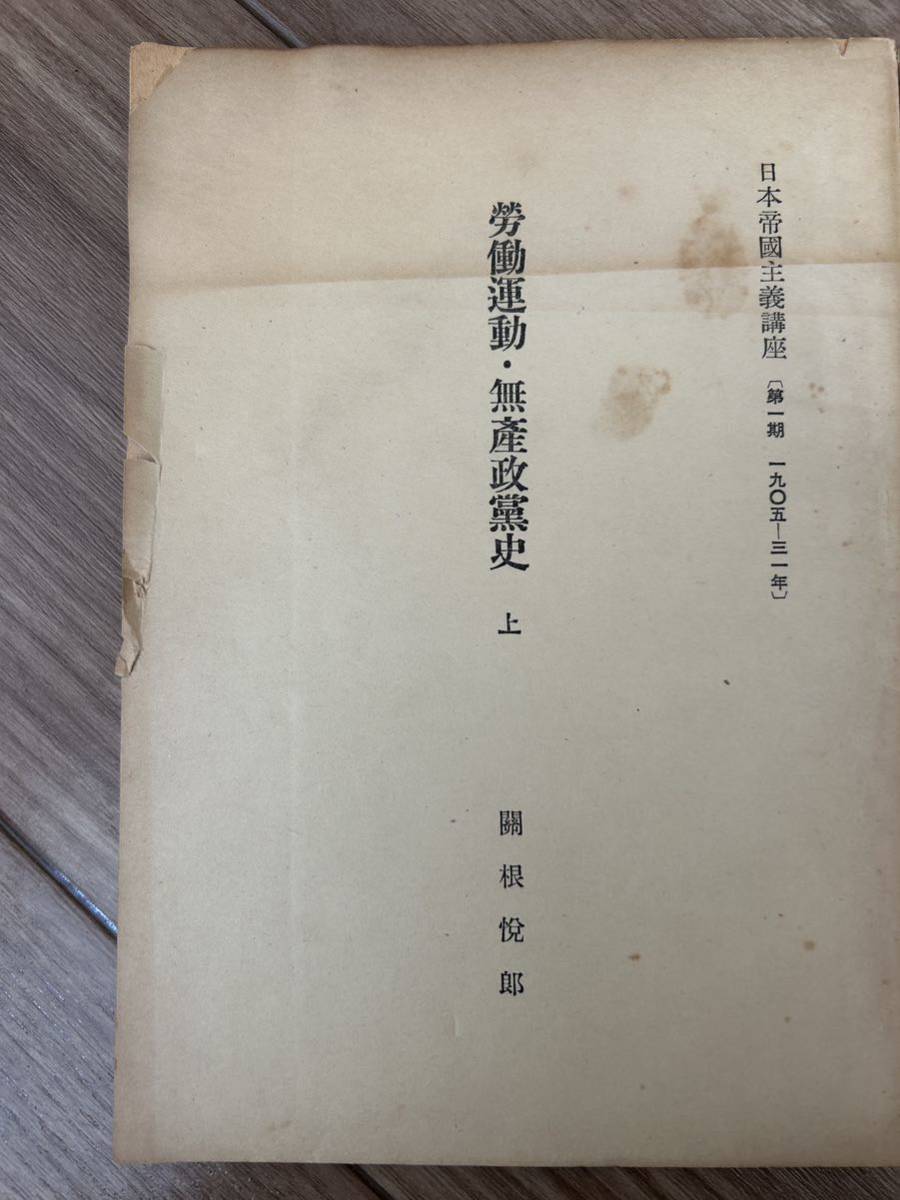 日本帝國主義講座〔第一期 一九〇五―三一年〕
勞働運動・無產政黨史 上
關根悅郎